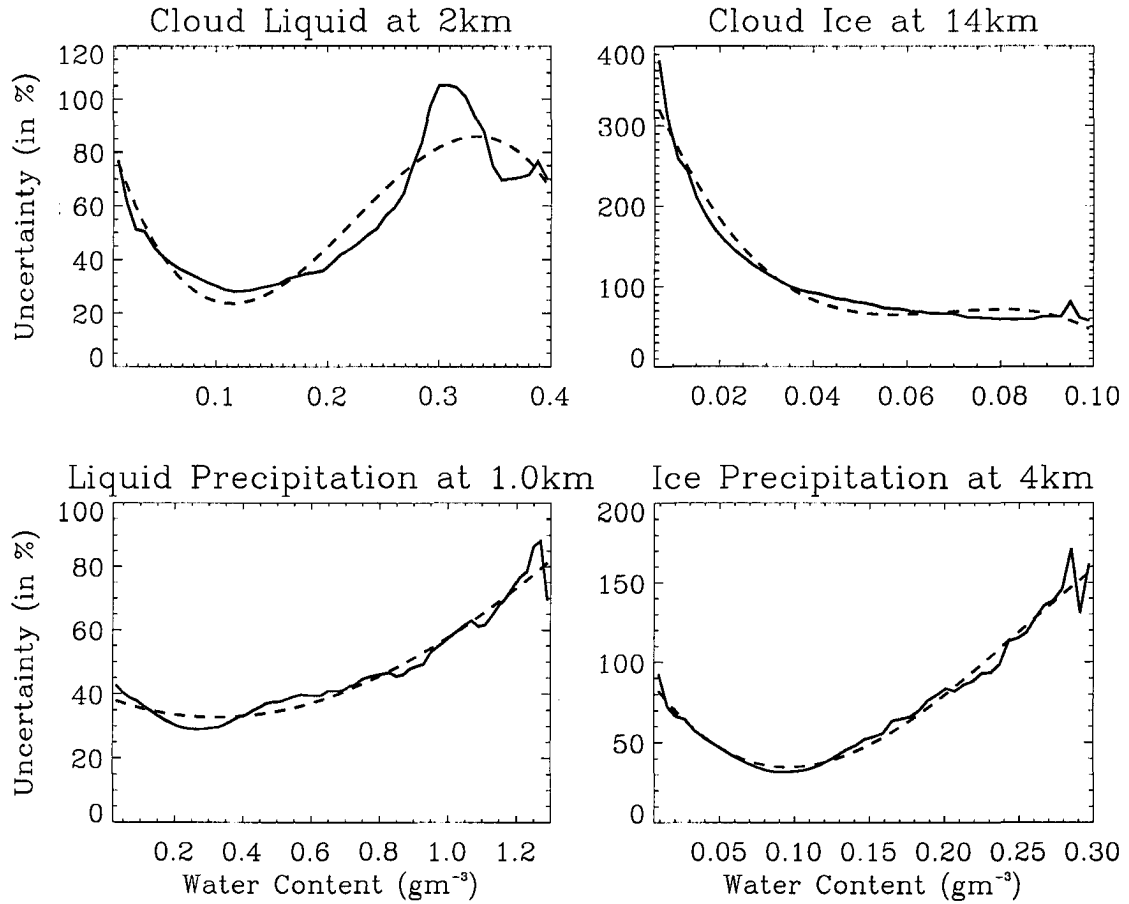 Cloud Liquid at 2km
Uncertainty (in %)
120
100
80
60
40
20
0
0.1 0.2 0.3 0.4
Cloud Ice at 14km
400
300
200
100
0
0.02 0.04 0.06 0.08 0.10
Liquid Precipitation at 1.0km
Uncertainty (in %)
100
80
60
40
20
0
0.2 0.4 0.6 0.8 1.0 1.2
Water Content (gm⁻³)
Ice Precipitation at 4km
200
150
100
50
0
0.05 0.10 0.15 0.20 0.25 0.30
Water Content (gm⁻³)